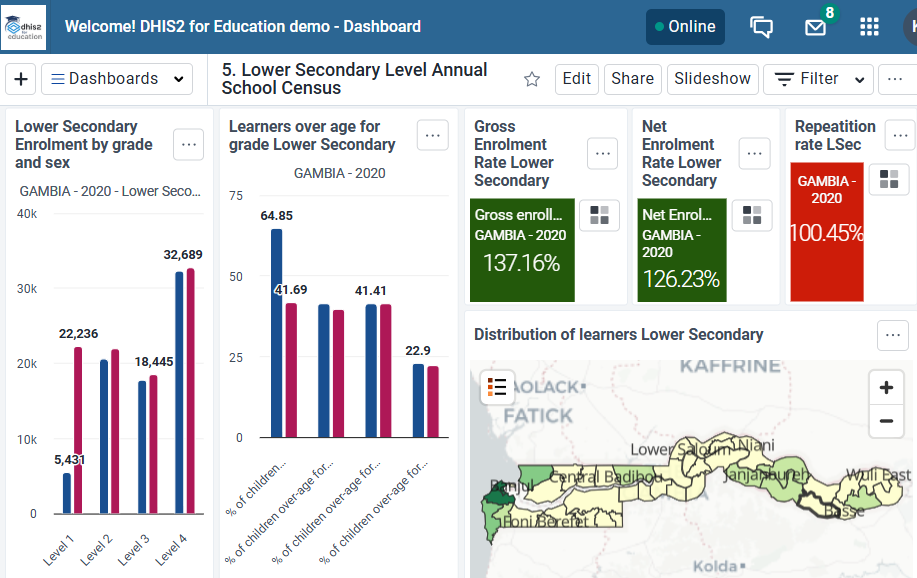 dhis2
for
education
Welcome! DHIS2 for Education demo - Dashboard
Online
8
K
+
Dashboards
5. Lower Secondary Level Annual
School Census
Edit
Share
Slideshow
Filter
...
Lower Secondary
Enrolment by grade
and sex
...
GAMBIA - 2020 - Lower Seco...
40k
30k
20k
10k
0
5,431
22,236
18,445
32,689
Level 1
Level 2
Level 3
Level 4
Learners over age for
grade Lower Secondary
...
GAMBIA - 2020
75
50
25
0
64.85
41.69
41.41
22.9
% of children...
% of children over-age for...
% of children over-age for...
% of children over-age for...
Gross
Enrolment
Rate Lower
Secondary
...
Gross enroll...
GAMBIA - 2020
137.16%
Net
Enrolment
Rate Lower
Secondary
...
Net Enrol...
GAMBIA -
2020
126.23%
Repeatition
rate LSec
...
GAMBIA -
2020
100.45%
Distribution of learners Lower Secondary
...
KAFFRINE
AOLACK
FATICK
+
−
Lower Saloum
Niani
Banjul
Central Badibou
Janjanbureh
Wuli East
Foni Berefet
Basse
Kolda